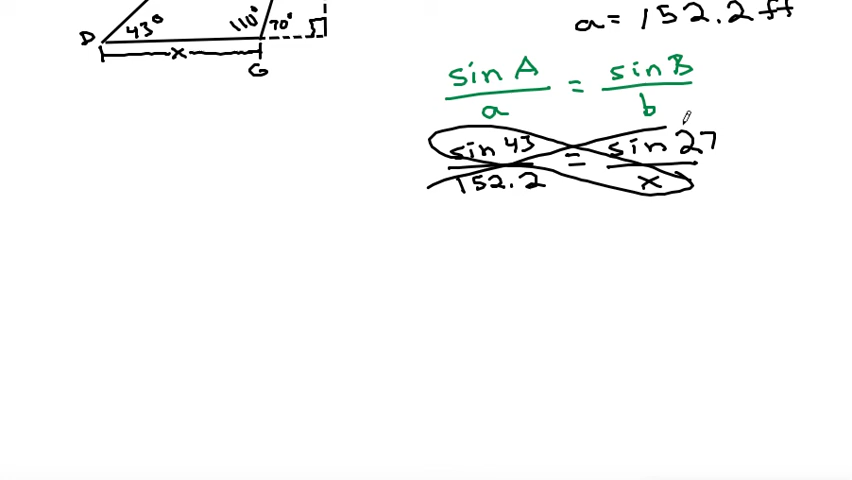 a = 152.2 ft
D 43° 110° 70°
x
G
sin A / a = sin B / b
sin 43 / 152.2 = sin 27 / x